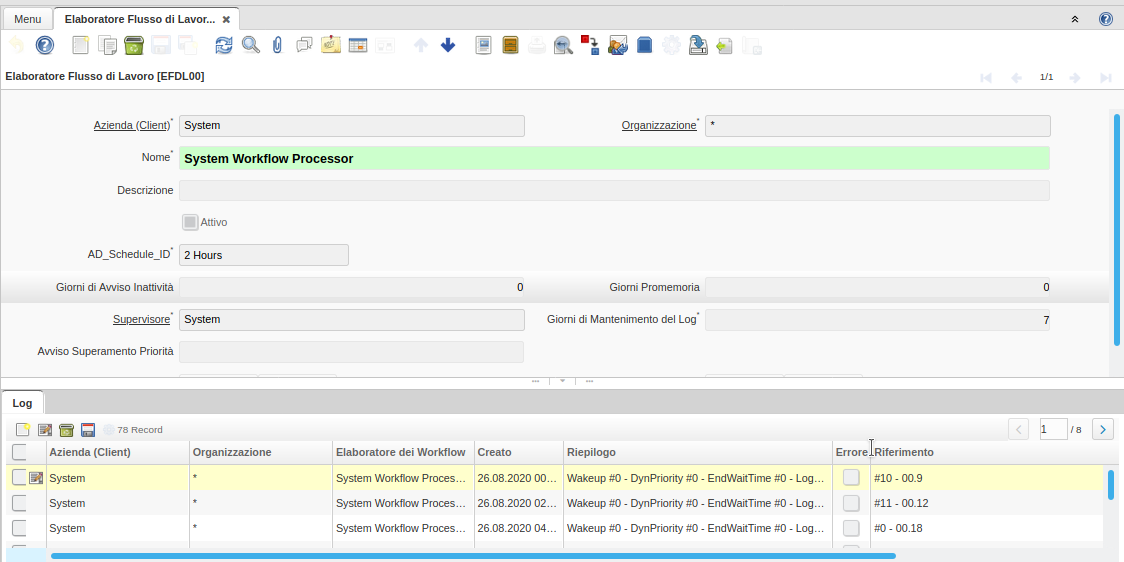 Menu
Elaboratore Flusso di Lavor...
Elaboratore Flusso di Lavoro [EFDL00]
1/1
Azienda (Client)* System Organizzazione* *
Nome* System Workflow Processor
Descrizione
Attivo
AD_Schedule_ID* 2 Hours
Giorni di Avviso Inattività 0 Giorni Promemoria 0
Supervisore* System Giorni di Mantenimento del Log* 7
Avviso Superamento Priorità
Log
78 Record 1 / 8
Azienda (Client) Organizzazione Elaboratore dei Workflow Creato Riepilogo Errore Riferimento
System * System Workflow Proces... 26.08.2020 00... Wakeup #0 - DynPriority #0 - EndWaitTime #0 - Log... #10 - 00.9
System * System Workflow Proces... 26.08.2020 02... Wakeup #0 - DynPriority #0 - EndWaitTime #0 - Log... #11 - 00.12
System * System Workflow Proces... 26.08.2020 04... Wakeup #0 - DynPriority #0 - EndWaitTime #0 - Log... #0 - 00.18